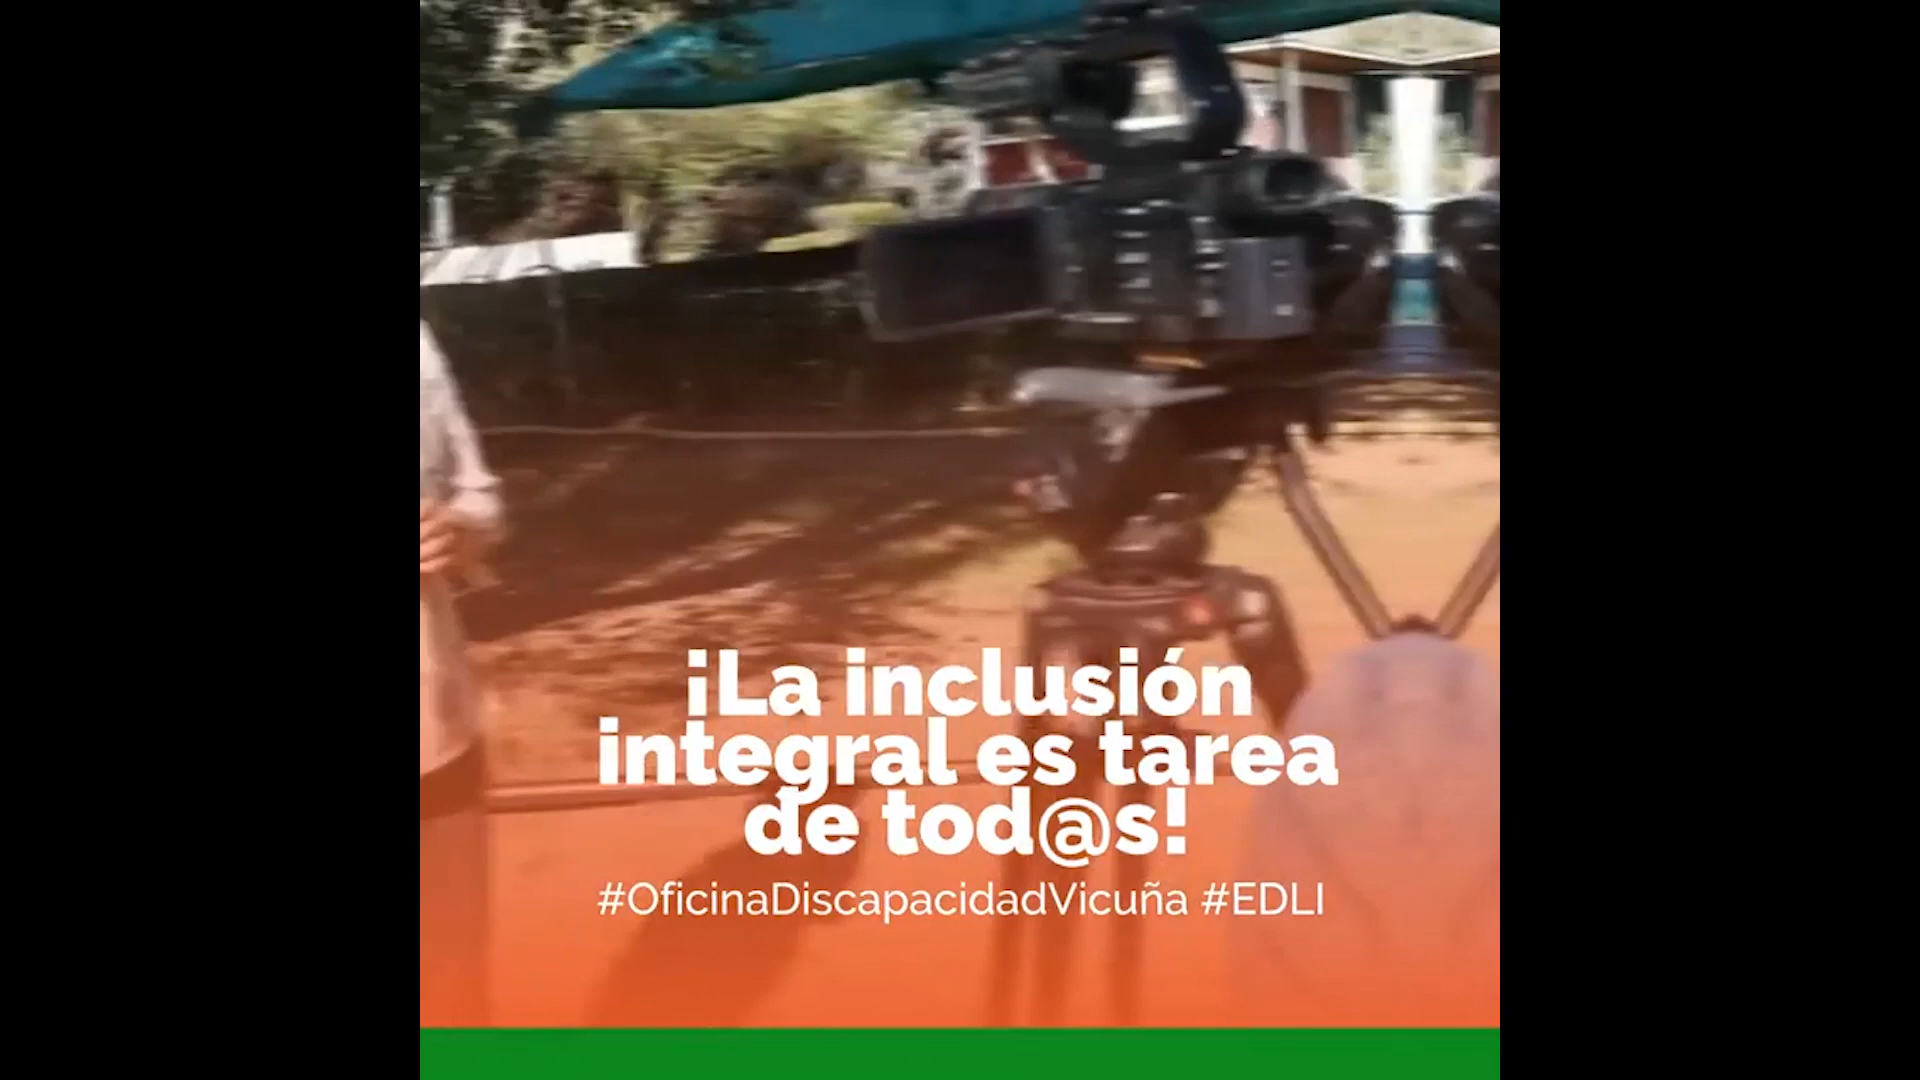 ¡La inclusión
integral es tarea
de tod@s!
#OficinaDiscapacidadVicuña #EDLI